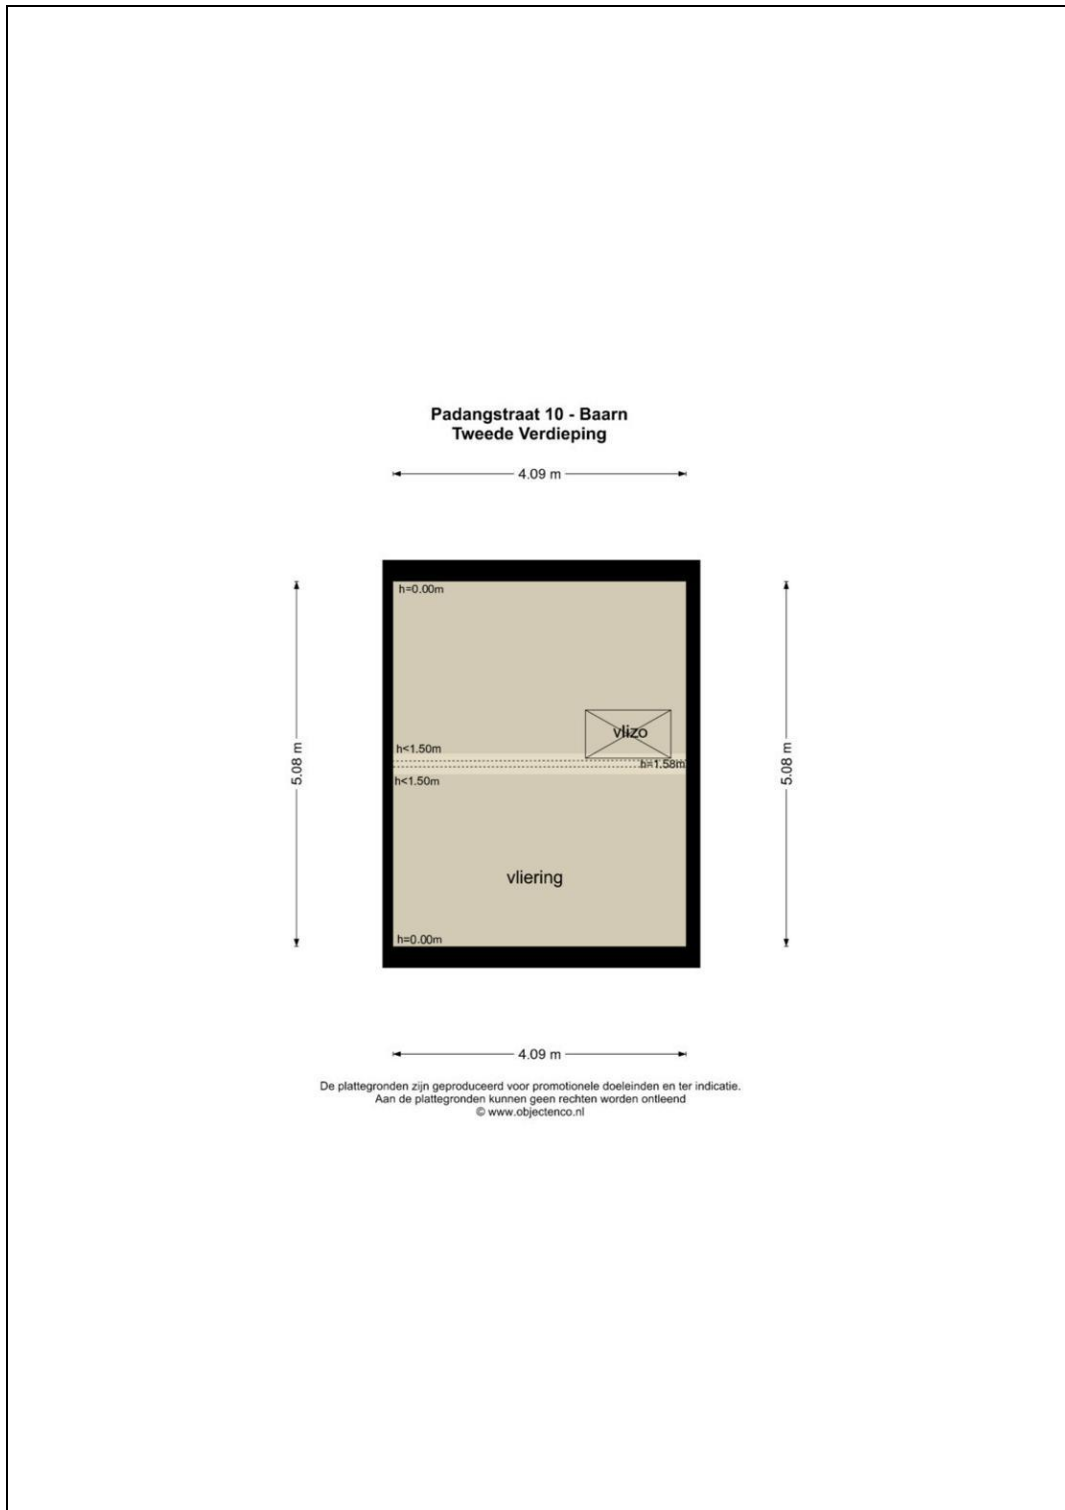 Padangstraat 10 - Baarn
Tweede Verdieping
4.09 m
h=0.00m
vlizo
h<1.50m
h=1.58m
5.08 m
5.08 m
h<1.50m
vliering
h=0.00m
4.09 m
De plattegronden zijn geproduceerd voor promotionele doeleinden en ter indicatie.
Aan de plattegronden kunnen geen rechten worden ontleend
© www.objectenco.nl